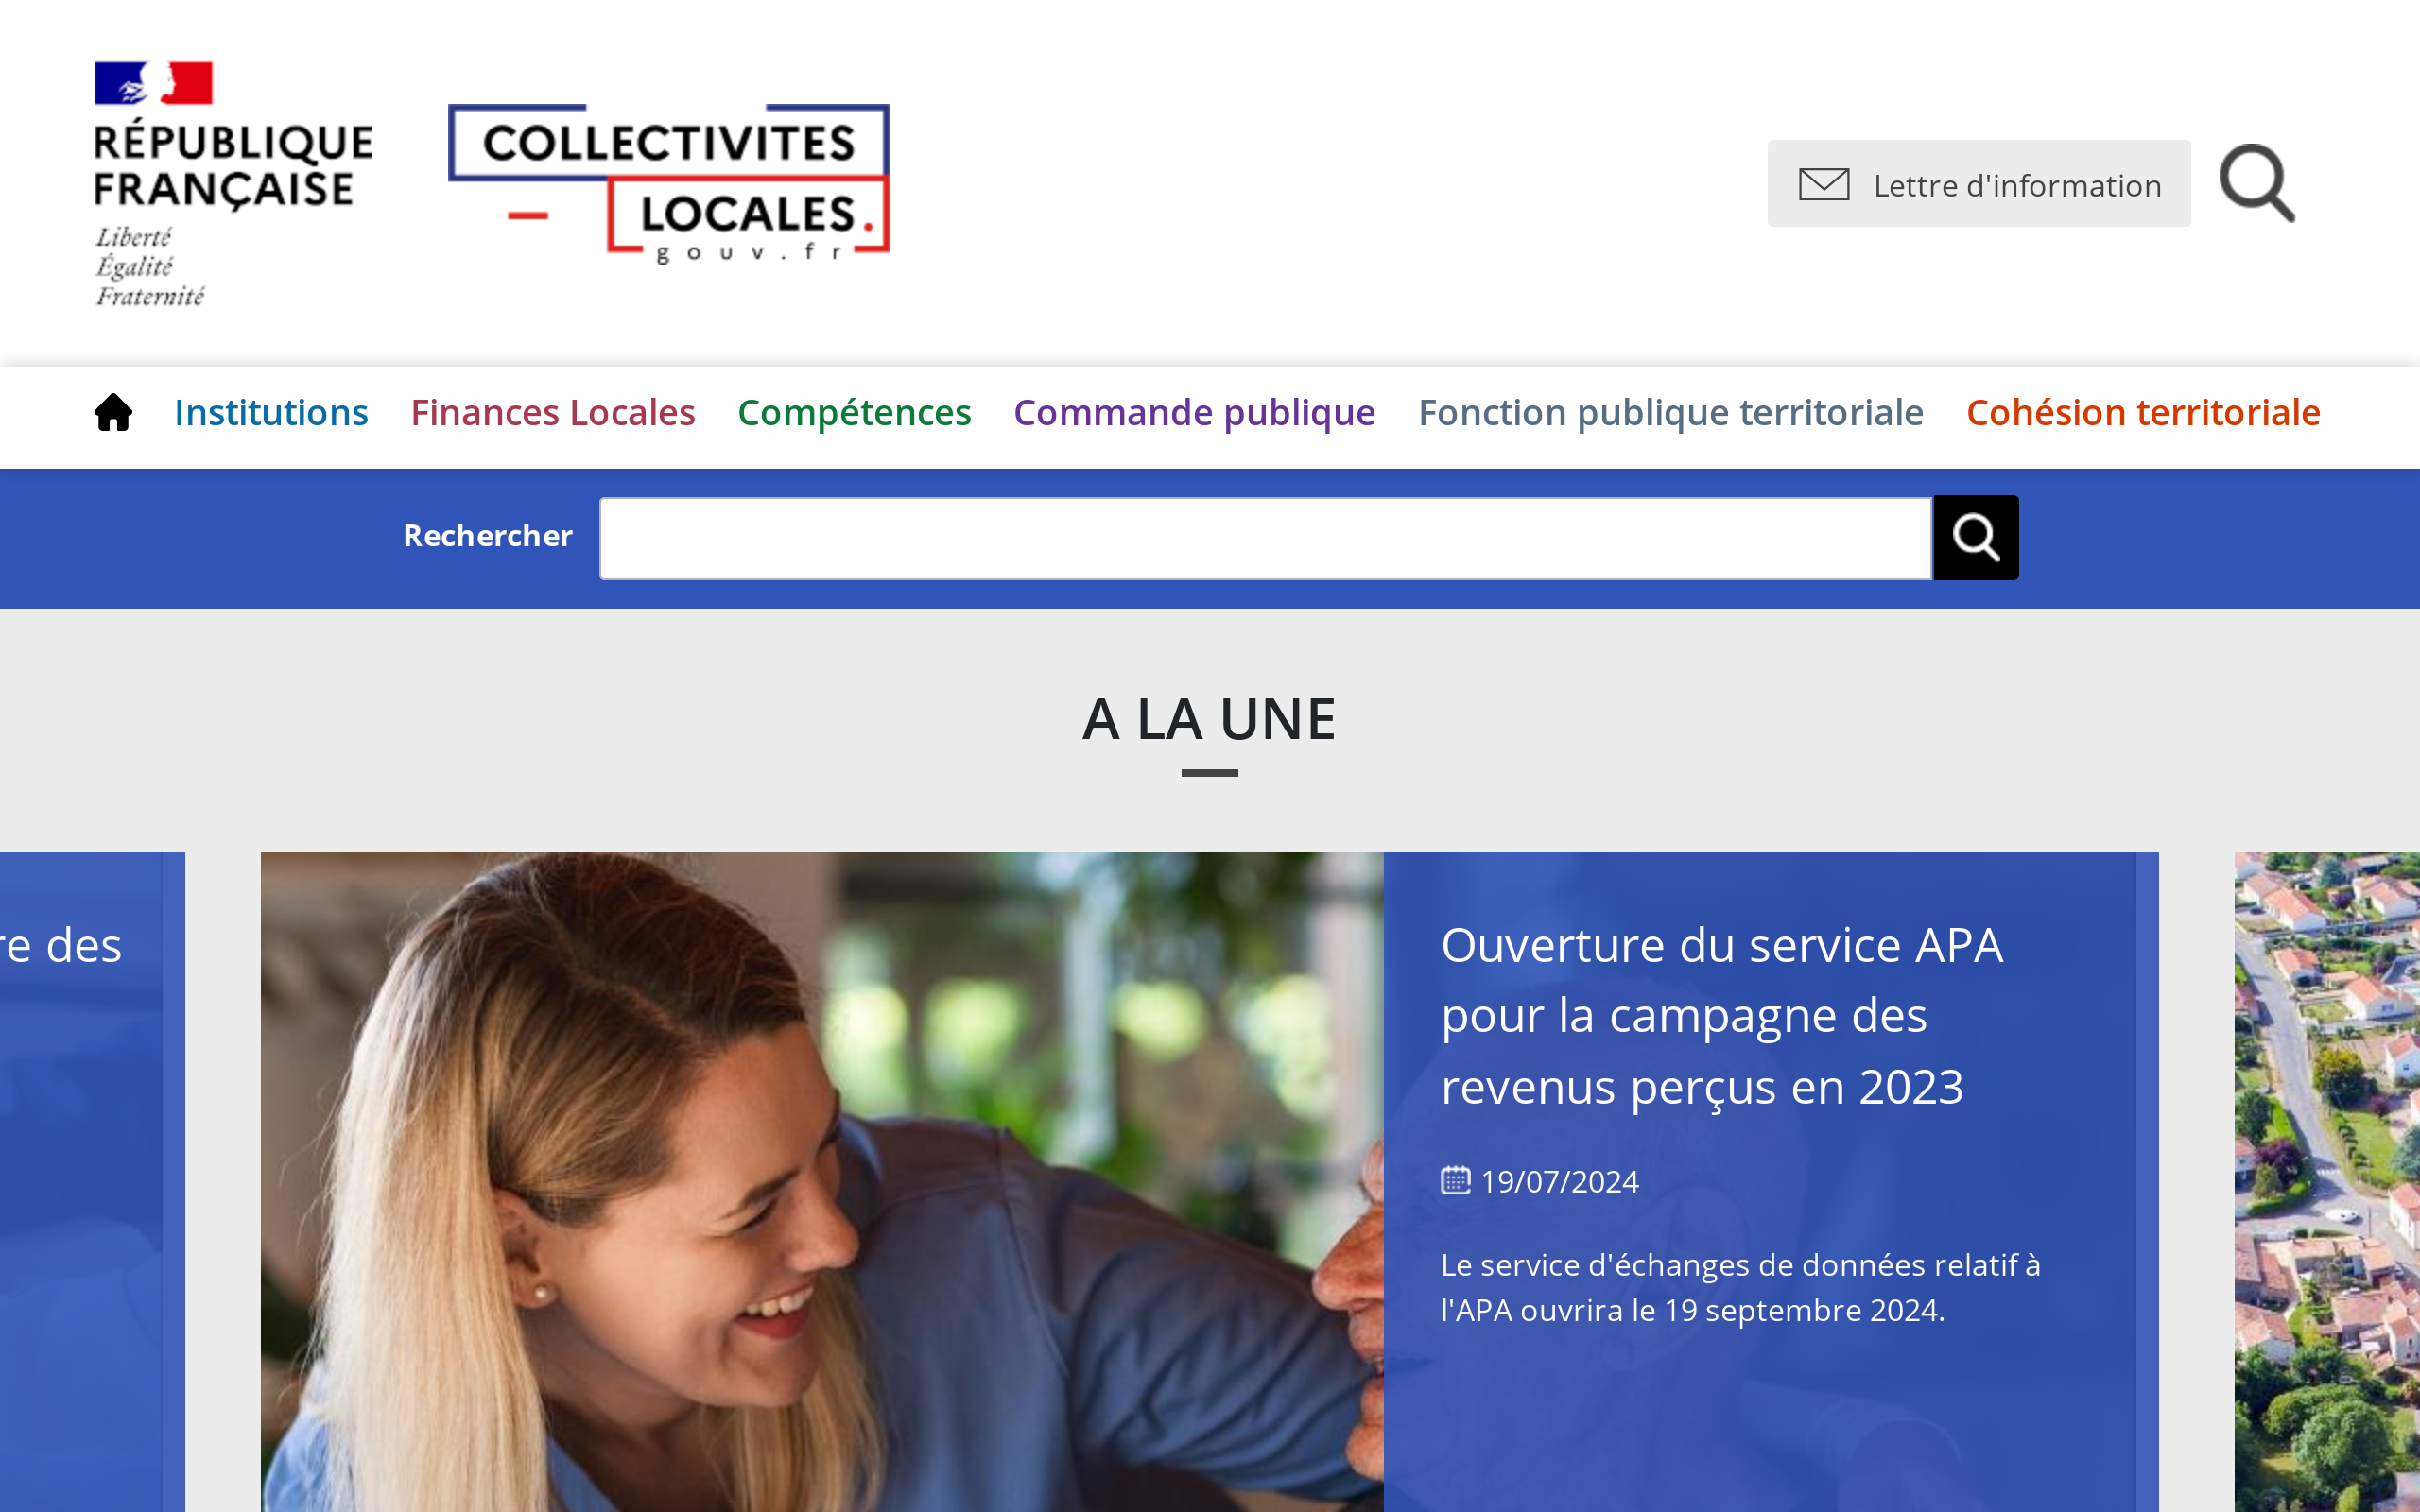 RÉPUBLIQUE
FRANÇAISE
Liberté
Égalité
Fraternité
COLLECTIVITES
LOCALES.
gouv.fr
Lettre d'information
Institutions Finances Locales Compétences Commande publique Fonction publique territoriale Cohésion territoriale
Rechercher
A LA UNE
des
Ouverture du service APA
pour la campagne des
revenus perçus en 2023
19/07/2024
Le service d'échanges de données relatif à
l'APA ouvrira le 19 septembre 2024.